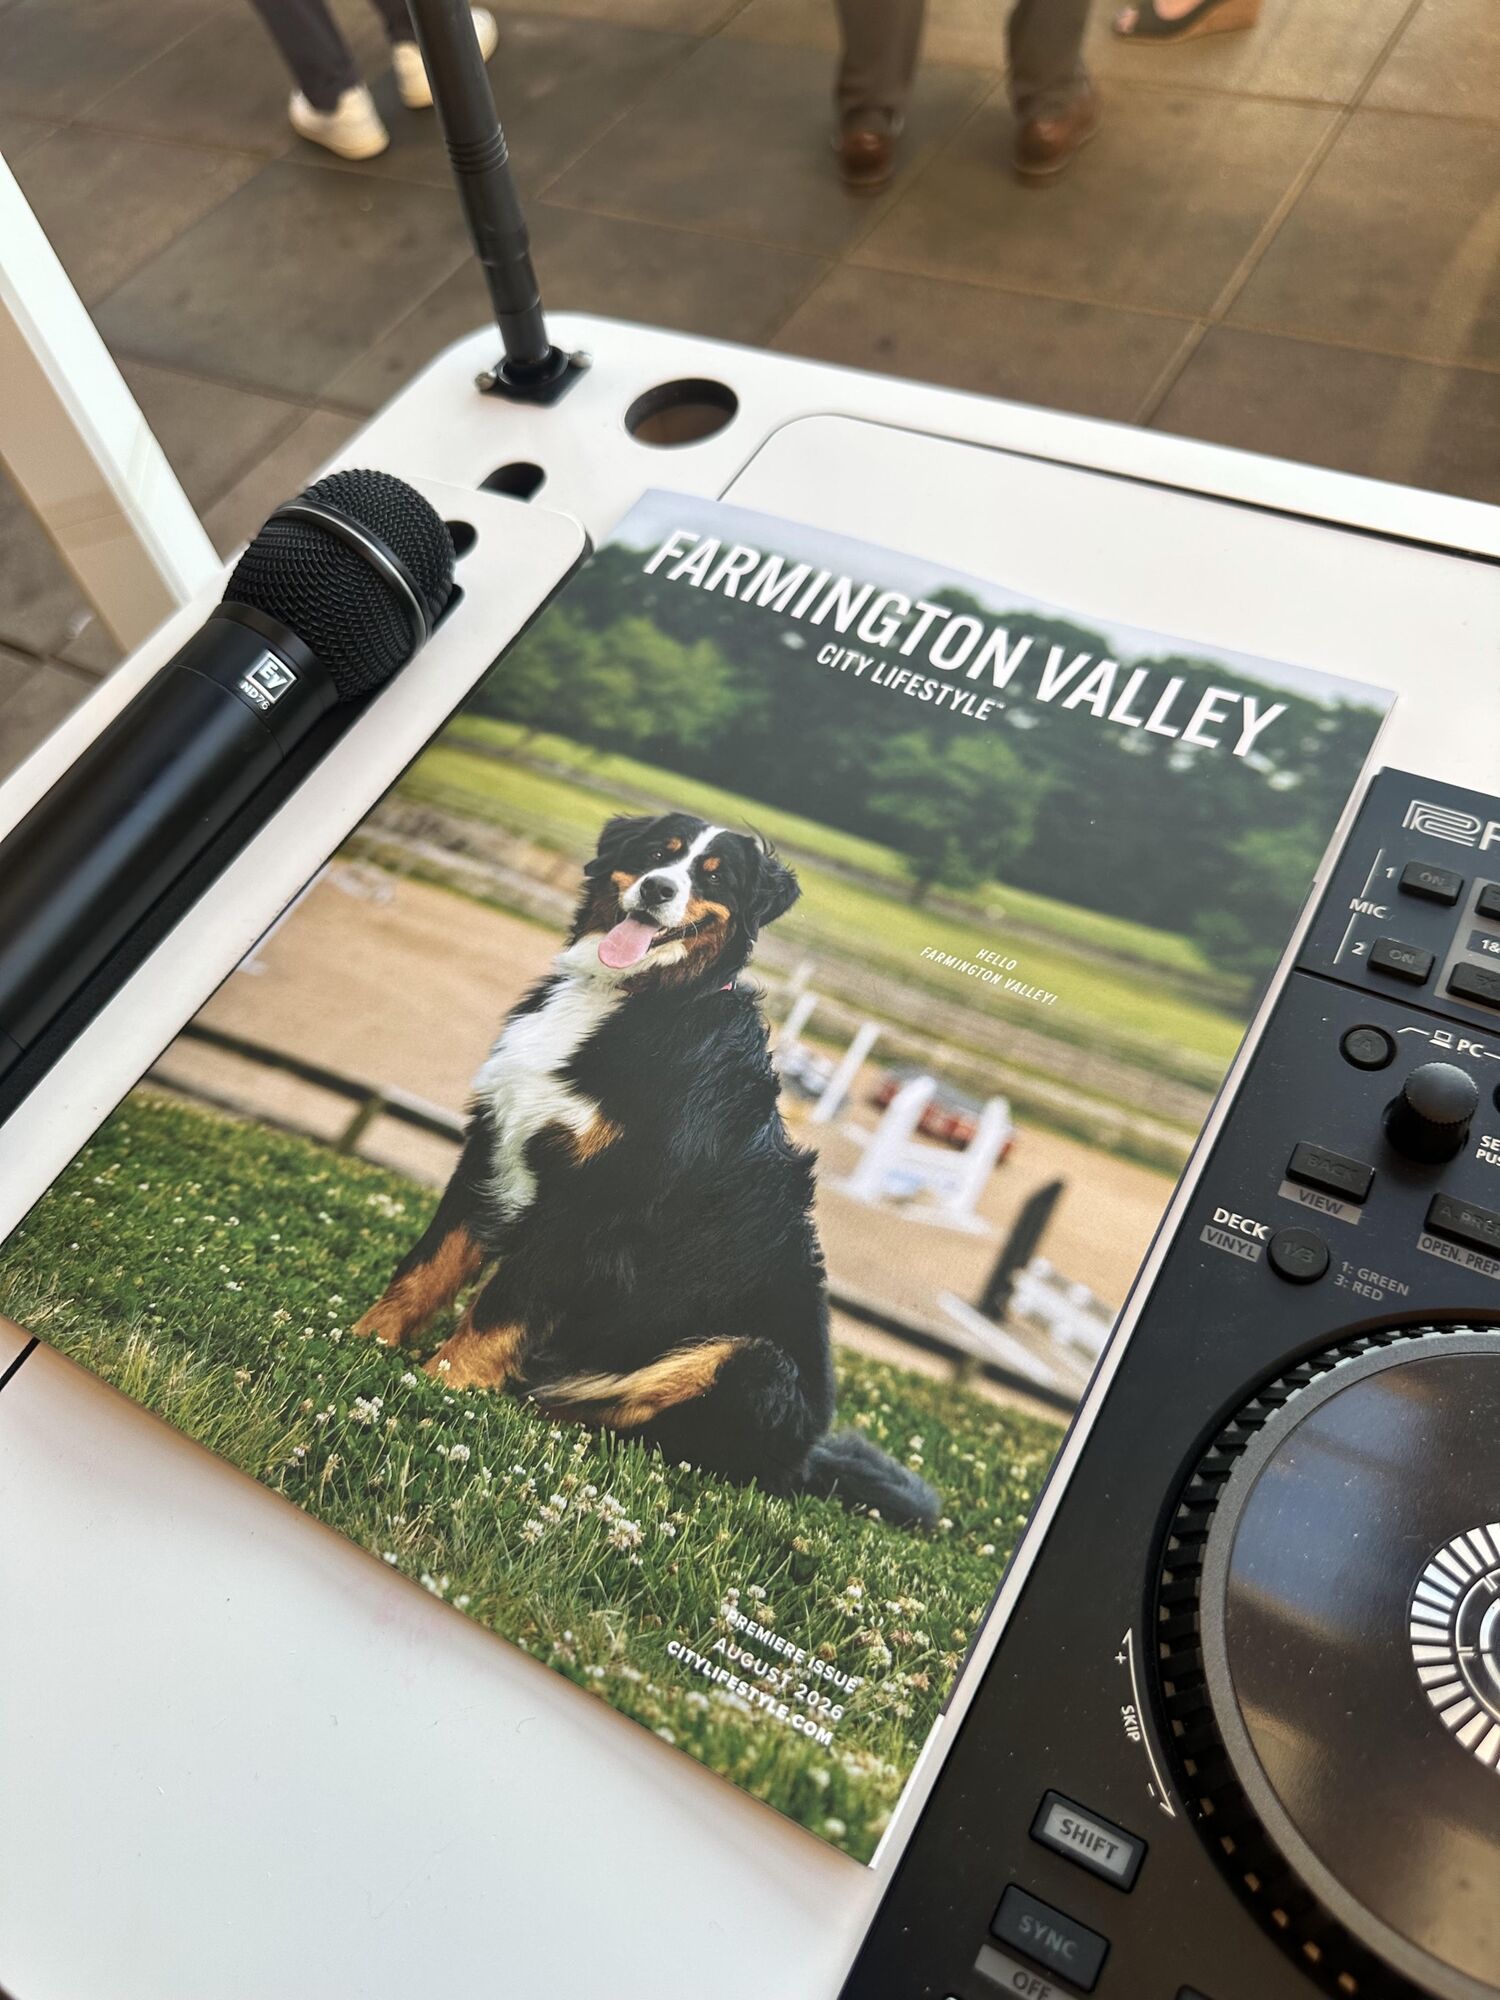 FARMINGTON VALLEY
CITY LIFESTYLE™
HELLO
FARMINGTON VALLEY!
PREMIERE ISSUE
AUGUST 2026
CITYLIFESTYLE.COM
EV
ND76
1
ON
MIC
2
ON
PC
BACK
VIEW
DECK
VINYL
1/3
1: GREEN
3: RED
+
SKIP
-
SHIFT
SYNC
OFF